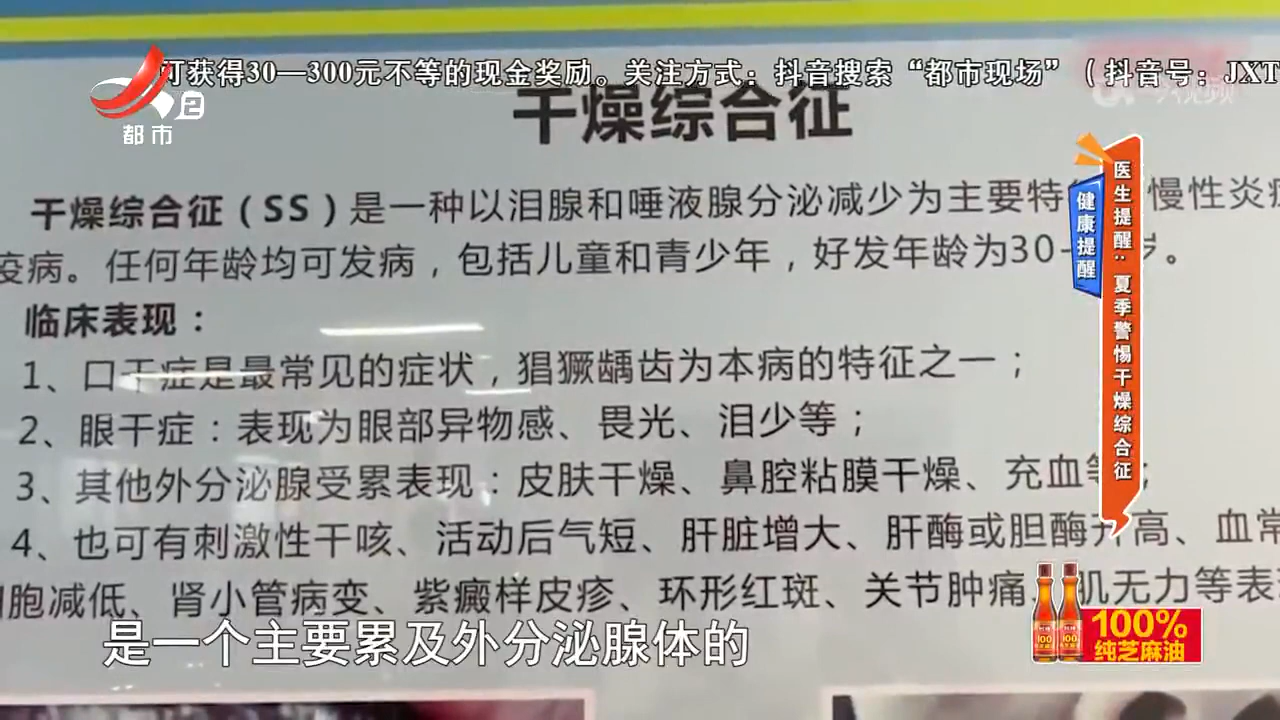 可获得30—300元不等的现金奖励。关注方式：抖音搜索“都市现场”（抖音号：JXT
2
都市
干燥综合征
干燥综合征（SS）是一种以泪腺和唾液腺分泌减少为主要特 慢性炎
疫病。任何年龄均可发病，包括儿童和青少年，好发年龄为30- 岁。
临床表现：
1、口干症是最常见的症状，猖獗龋齿为本病的特征之一；
2、眼干症：表现为眼部异物感、畏光、泪少等；
3、其他外分泌腺受累表现：皮肤干燥、鼻腔粘膜干燥、充血等；
4、也可有刺激性干咳、活动后气短、肝脏增大、肝酶或胆酶升高、血常
胞减低、肾小管病变、紫癜样皮疹、环形红斑、关节肿痛、肌无力等表
是一个主要累及外分泌腺体的
健康提醒
医生提醒：夏季警惕干燥综合征
100%
纯芝麻油